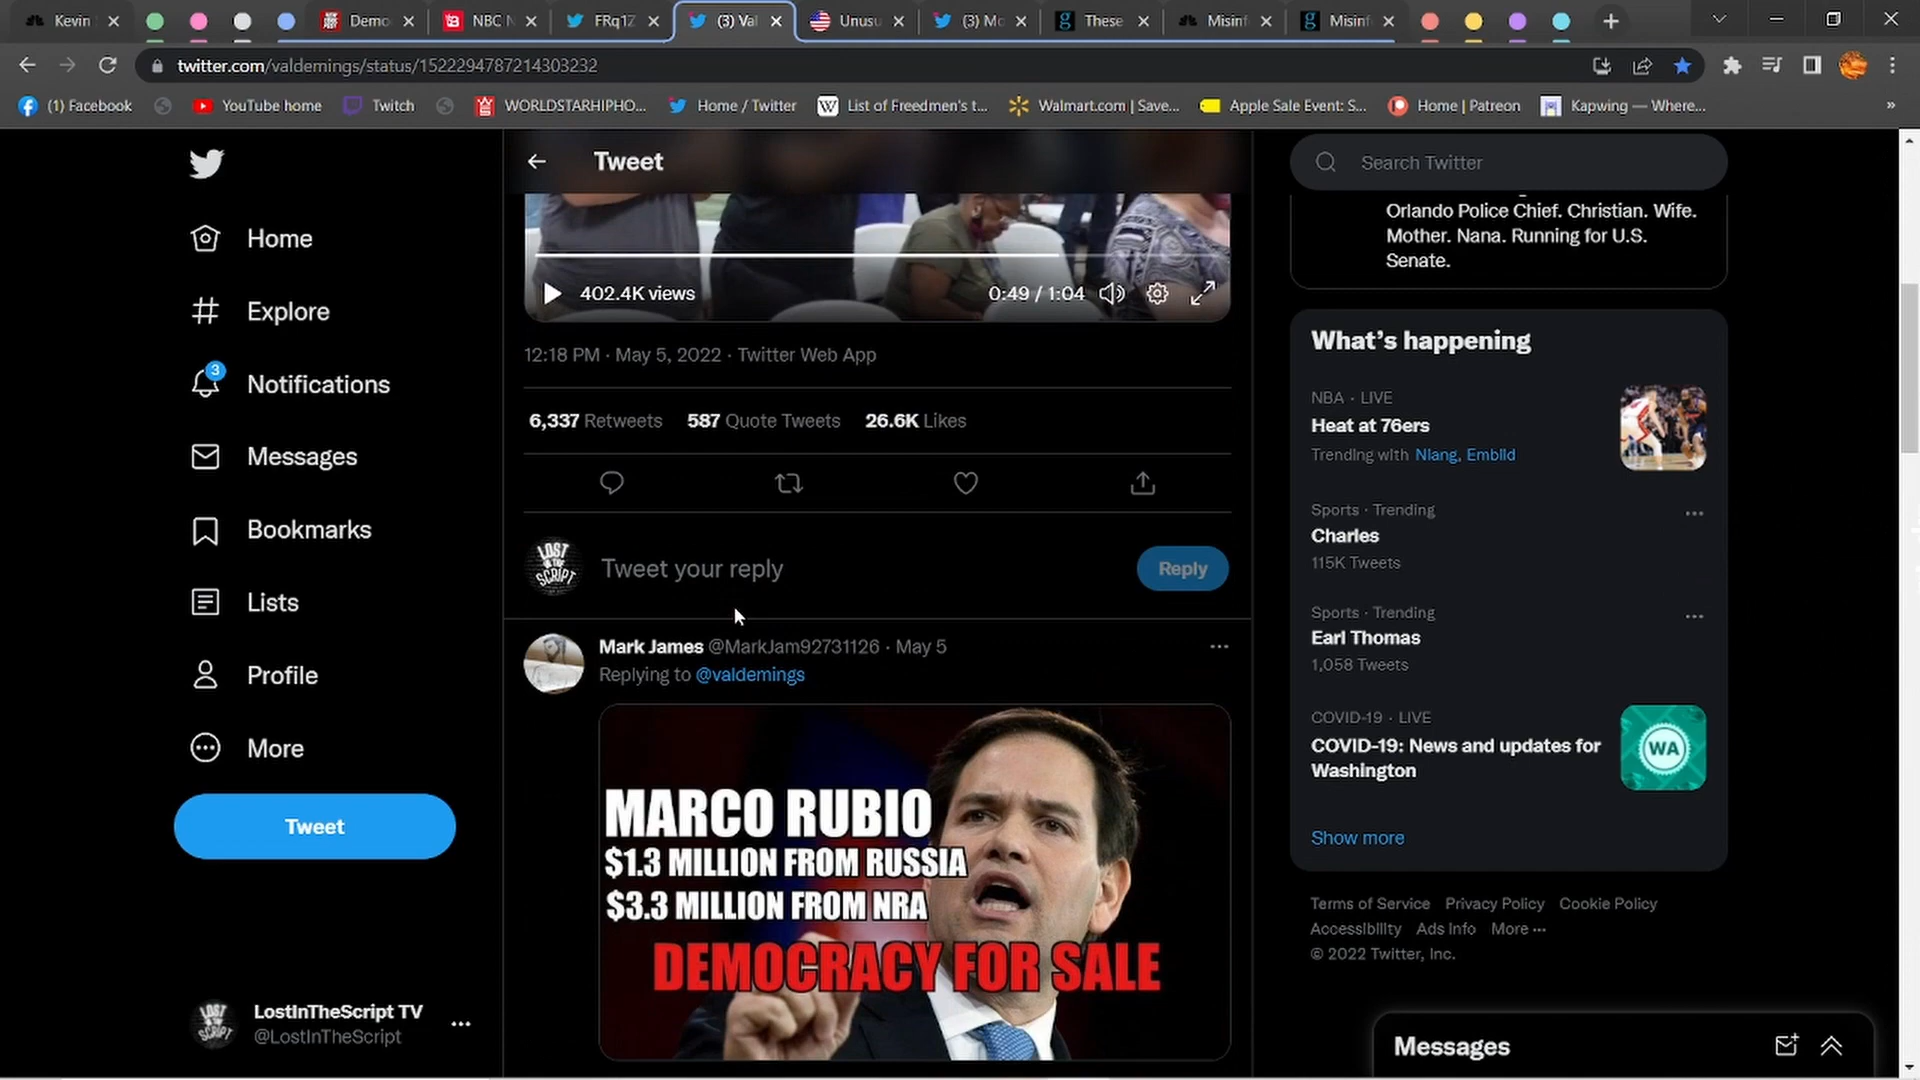 Kevin
Demo
NBC N
FRq1Z
(3) Val
Unusu
(3) Mo
These
Misinf
Misinf
twitter.com/valdemings/status/1522294787214303232
(1) Facebook
YouTube home
Twitch
WORLDSTARHIPHO...
Home / Twitter
List of Freedmen's t...
Walmart.com | Save...
Apple Sale Event: S...
Home | Patreon
Kapwing — Where...
»
Home
Explore
3
Notifications
Messages
Bookmarks
Lists
Profile
More
Tweet
LostInTheScript TV
@LostInTheScript
Tweet
402.4K views
0:49 / 1:04
12:18 PM · May 5, 2022 · Twitter Web App
6,337 Retweets 587 Quote Tweets 26.6K Likes
LOST IN THE SCRIPT
Tweet your reply
Reply
Mark James @MarkJam92731126 · May 5
Replying to @valdemings
MARCO RUBIO
$1.3 MILLION FROM RUSSIA
$3.3 MILLION FROM NRA
DEMOCRACY FOR SALE
Search Twitter
Orlando Police Chief. Christian. Wife.
Mother. Nana. Running for U.S.
Senate.
What's happening
NBA · LIVE
Heat at 76ers
Trending with Niang, Embiid
Sports · Trending
Charles
115K Tweets
Sports · Trending
Earl Thomas
1,058 Tweets
COVID-19 · LIVE
COVID-19: News and updates for
Washington
WA
Show more
Terms of Service Privacy Policy Cookie Policy
Accessibility Ads Info More ···
© 2022 Twitter, Inc.
Messages